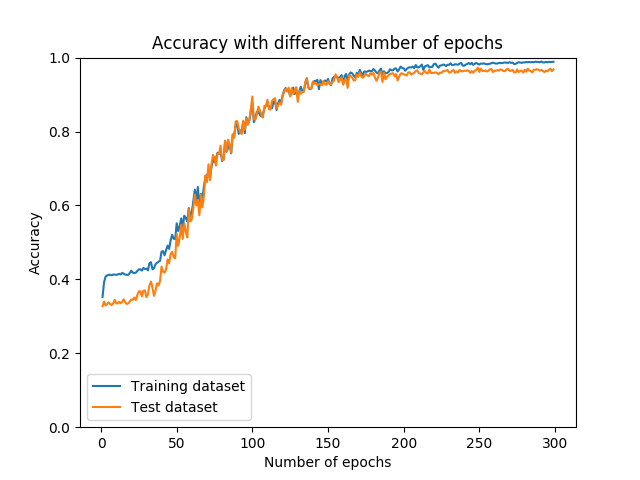 Accuracy with different Number of epochs
1.0
0.8
0.6
0.4
0.2
0.0
Accuracy
Training dataset
Test dataset
0 50 100 150 200 250 300
Number of epochs